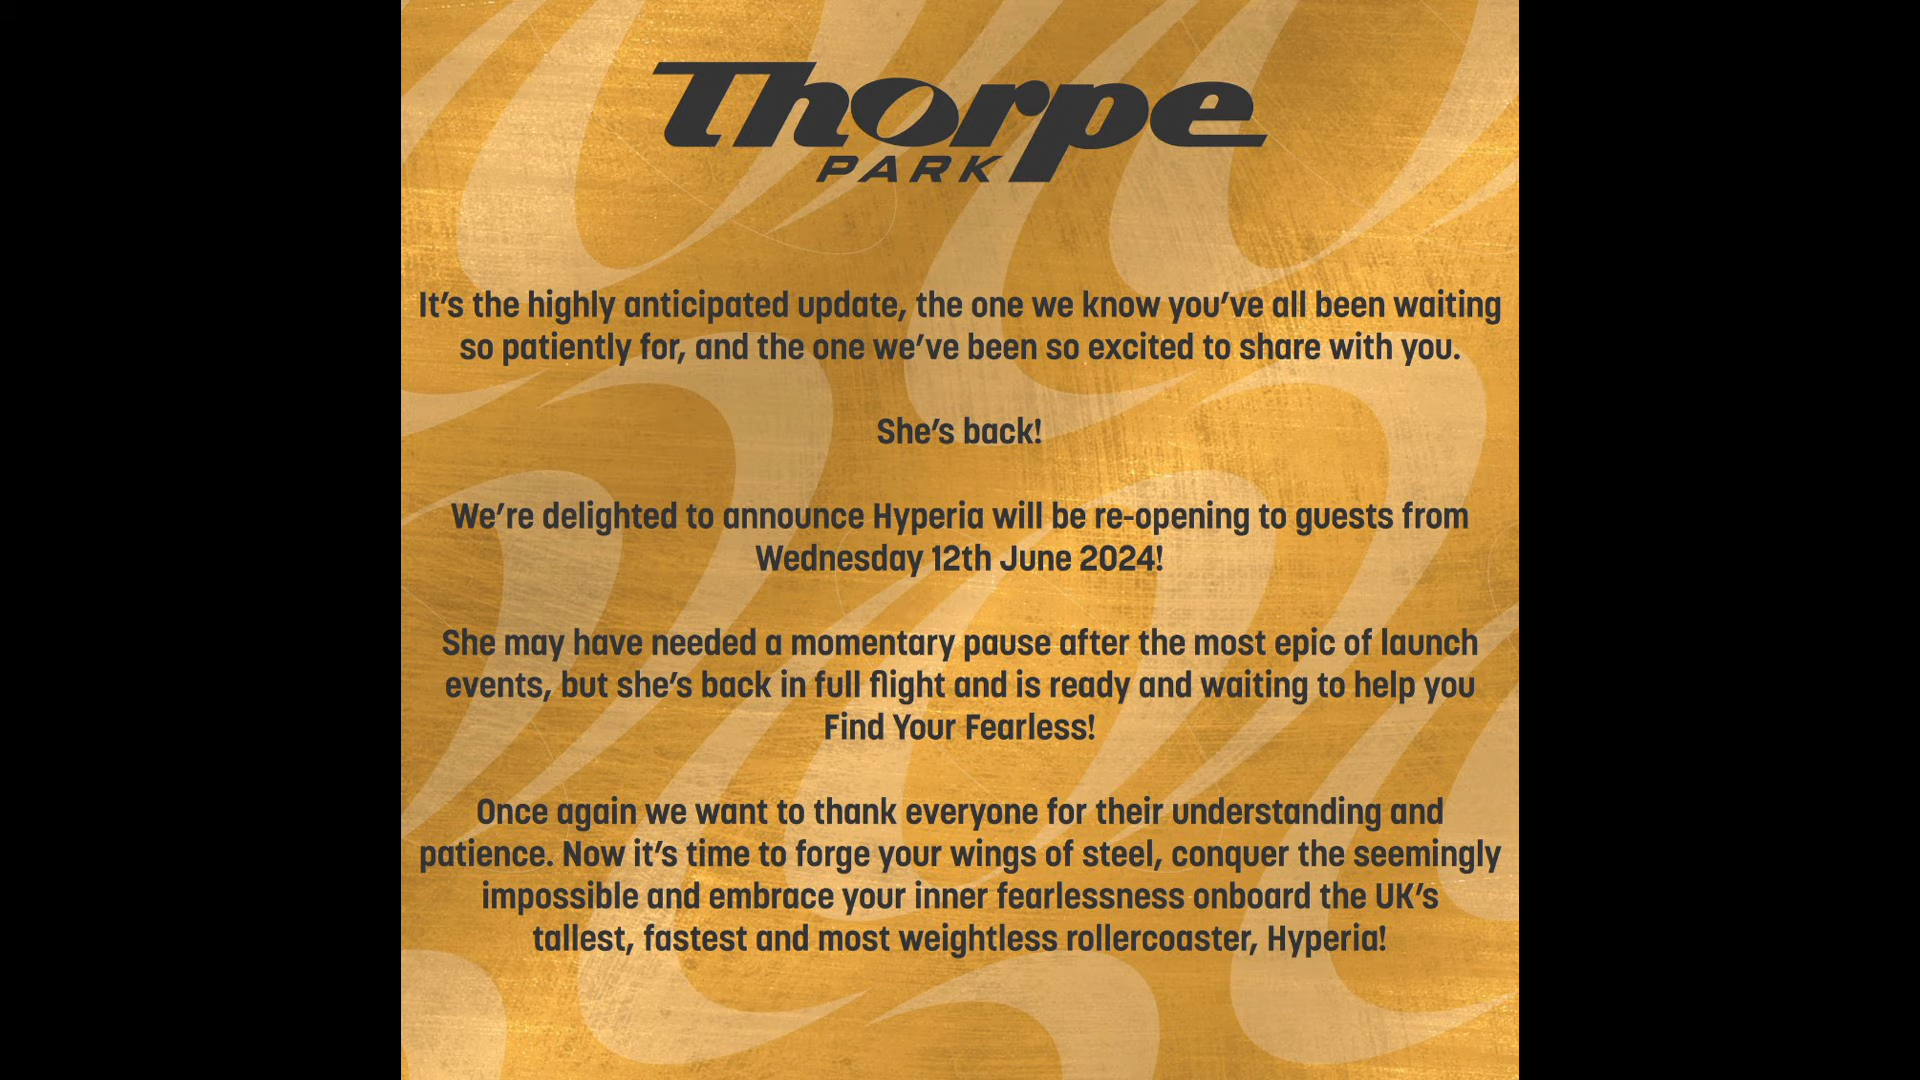 Thorpe
PARK
It’s the highly anticipated update, the one we know you’ve all been waiting
so patiently for, and the one we’ve been so excited to share with you.
She’s back!
We’re delighted to announce Hyperia will be re-opening to guests from
Wednesday 12th June 2024!
She may have needed a momentary pause after the most epic of launch
events, but she’s back in full flight and is ready and waiting to help you
Find Your Fearless!
Once again we want to thank everyone for their understanding and
patience. Now it’s time to forge your wings of steel, conquer the seemingly
impossible and embrace your inner fearlessness onboard the UK’s
tallest, fastest and most weightless rollercoaster, Hyperia!